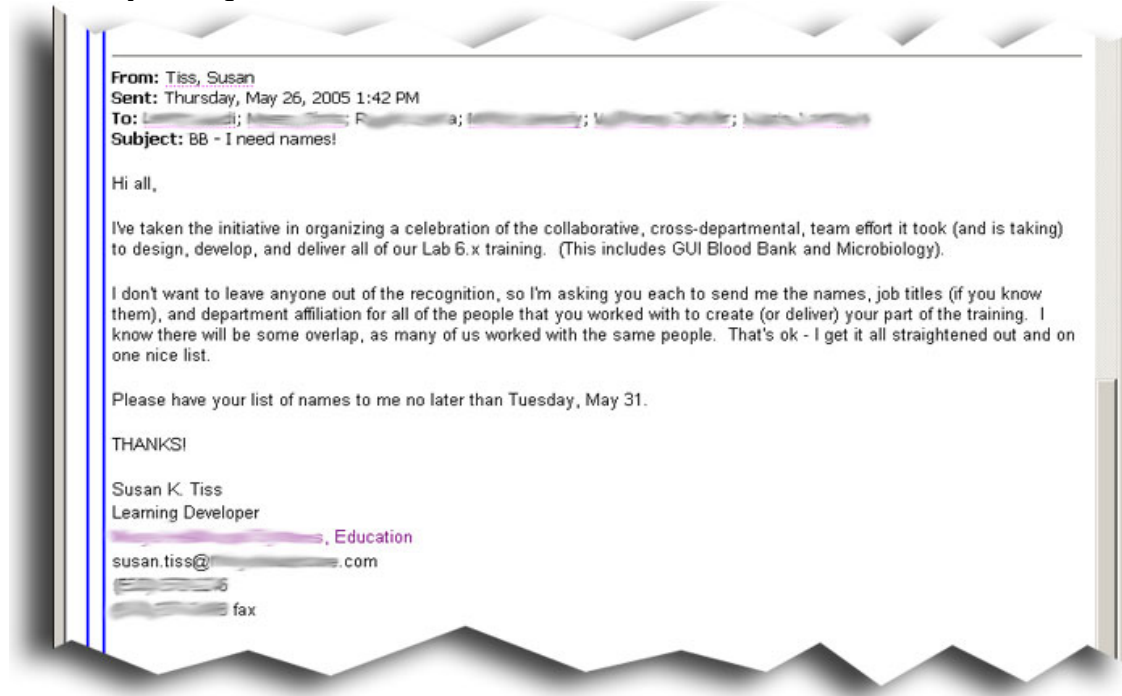 From: Tiss, Susan
Sent: Thursday, May 26, 2005 1:42 PM
To:
Subject: BB - I need names!
Hi all,
I've taken the initiative in organizing a celebration of the collaborative, cross-departmental, team effort it took (and is taking)
to design, develop, and deliver all of our Lab 6.x training. (This includes GUI Blood Bank and Microbiology).
I don't want to leave anyone out of the recognition, so I'm asking you each to send me the names, job titles (if you know
them), and department affiliation for all of the people that you worked with to create (or deliver) your part of the training. I
know there will be some overlap, as many of us worked with the same people. That's ok - I get it all straightened out and on
one nice list.
Please have your list of names to me no later than Tuesday, May 31.
THANKS!
Susan K. Tiss
Learning Developer
, Education
susan.tiss@ .com
fax